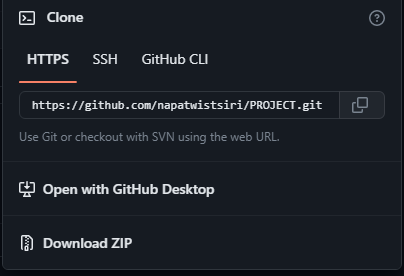 Clone
HTTPS SSH GitHub CLI
https://github.com/napatwistsiri/PROJECT.git
Use Git or checkout with SVN using the web URL.
Open with GitHub Desktop
Download ZIP